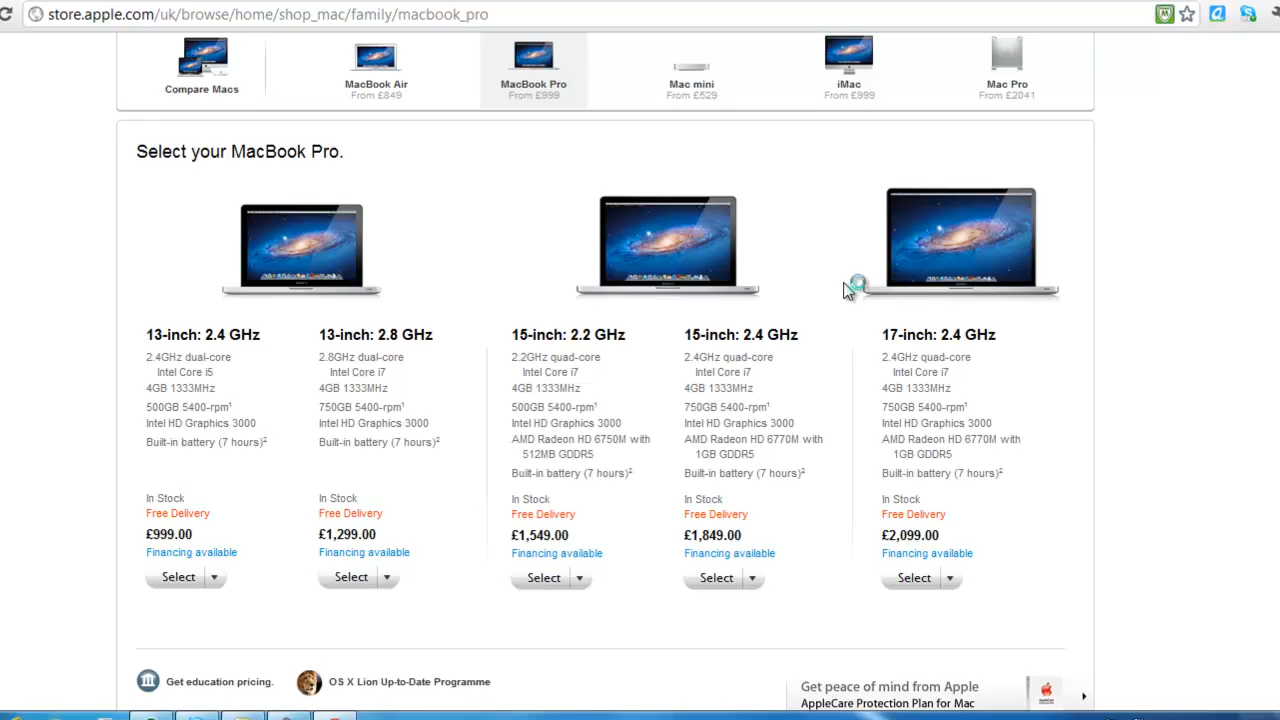 store.apple.com/uk/browse/home/shop_mac/family/macbook_pro
Compare Macs
MacBook Air
From £849
MacBook Pro
From £999
Mac mini
From £529
iMac
From £999
Mac Pro
From £2041
Select your MacBook Pro.
13-inch: 2.4 GHz
2.4GHz dual-core
Intel Core i5
4GB 1333MHz
500GB 5400-rpm¹
Intel HD Graphics 3000
Built-in battery (7 hours)²
In Stock
Free Delivery
£999.00
Financing available
Select
13-inch: 2.8 GHz
2.8GHz dual-core
Intel Core i7
4GB 1333MHz
750GB 5400-rpm¹
Intel HD Graphics 3000
Built-in battery (7 hours)²
In Stock
Free Delivery
£1,299.00
Financing available
Select
15-inch: 2.2 GHz
2.2GHz quad-core
Intel Core i7
4GB 1333MHz
500GB 5400-rpm¹
Intel HD Graphics 3000
AMD Radeon HD 6750M with
512MB GDDR5
Built-in battery (7 hours)²
In Stock
Free Delivery
£1,549.00
Financing available
Select
15-inch: 2.4 GHz
2.4GHz quad-core
Intel Core i7
4GB 1333MHz
750GB 5400-rpm¹
Intel HD Graphics 3000
AMD Radeon HD 6770M with
1GB GDDR5
Built-in battery (7 hours)²
In Stock
Free Delivery
£1,849.00
Financing available
Select
17-inch: 2.4 GHz
2.4GHz quad-core
Intel Core i7
4GB 1333MHz
750GB 5400-rpm¹
Intel HD Graphics 3000
AMD Radeon HD 6770M with
1GB GDDR5
Built-in battery (7 hours)²
In Stock
Free Delivery
£2,099.00
Financing available
Select
Get education pricing.
OS X Lion Up-to-Date Programme
Get peace of mind from Apple
AppleCare Protection Plan for Mac